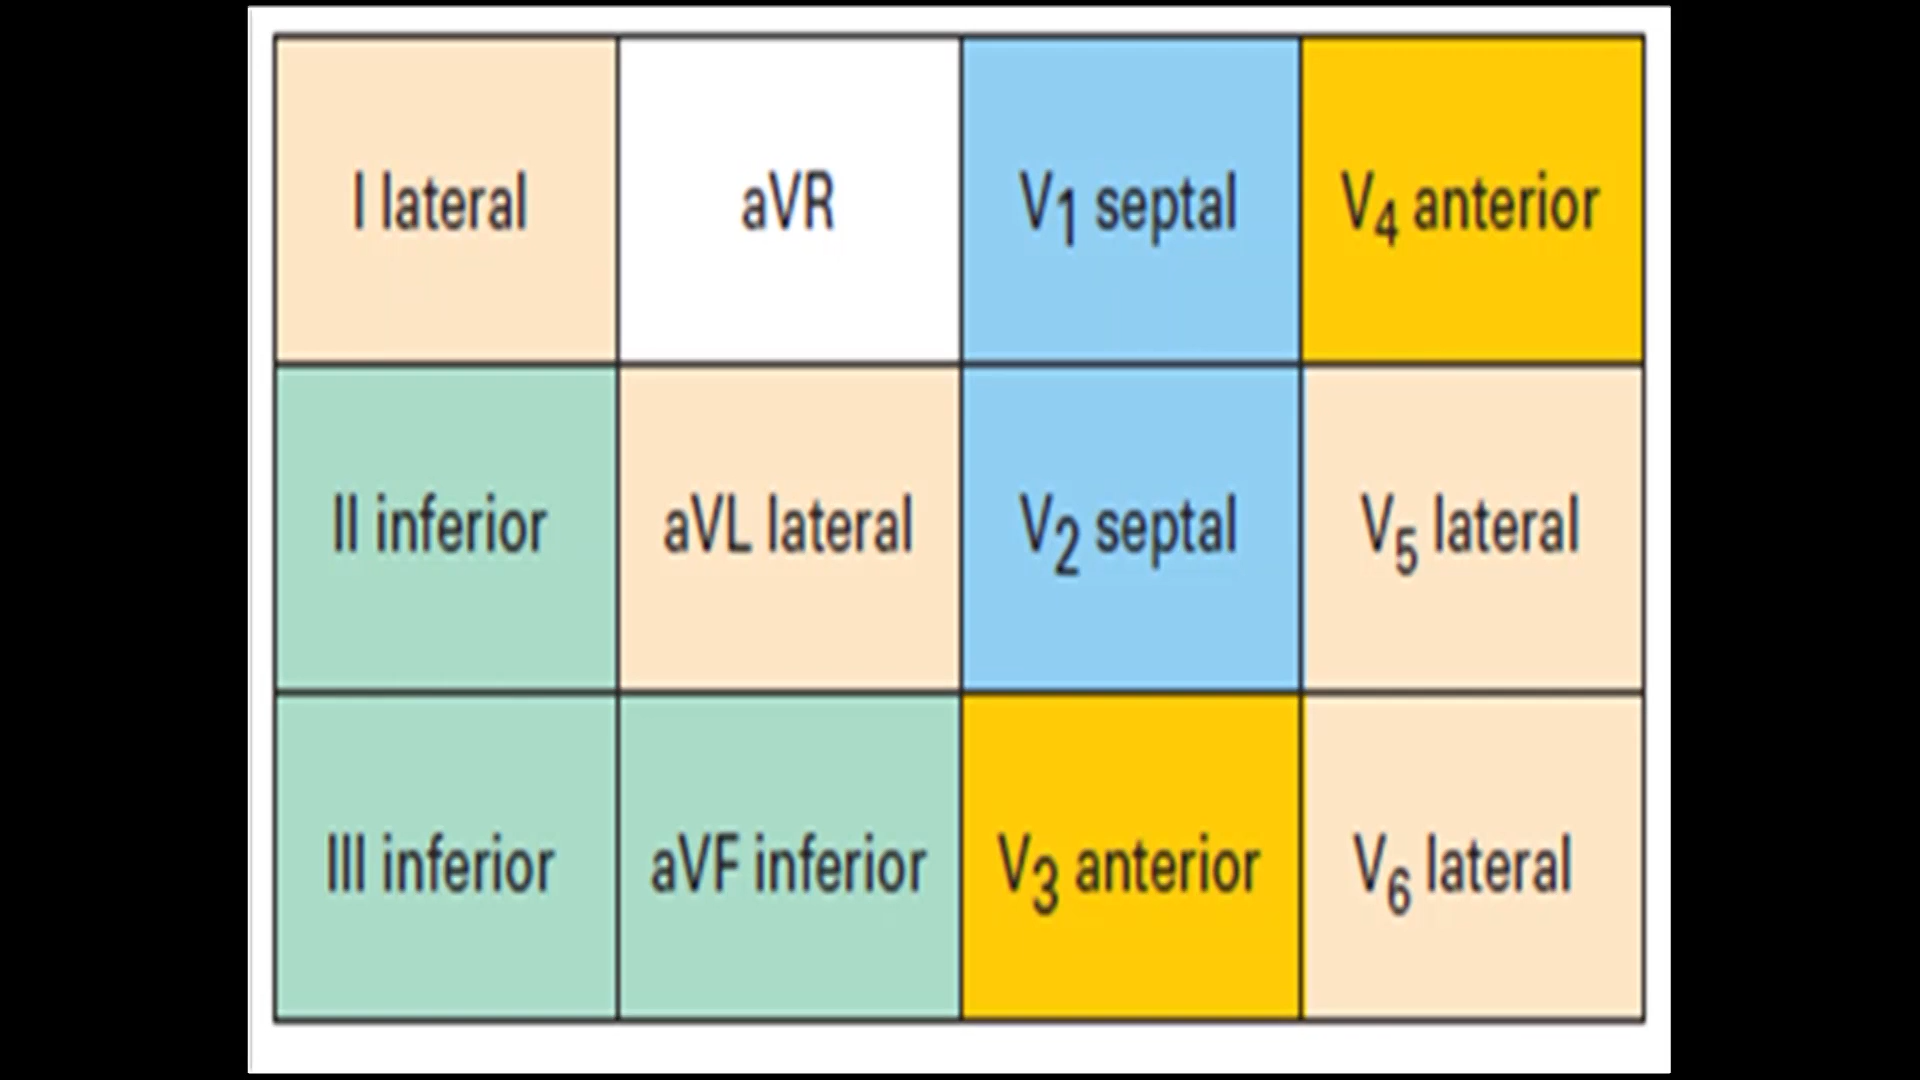 I lateral
aVR
V1 septal
V4 anterior
II inferior
aVL lateral
V2 septal
V5 lateral
III inferior
aVF inferior
V3 anterior
V6 lateral